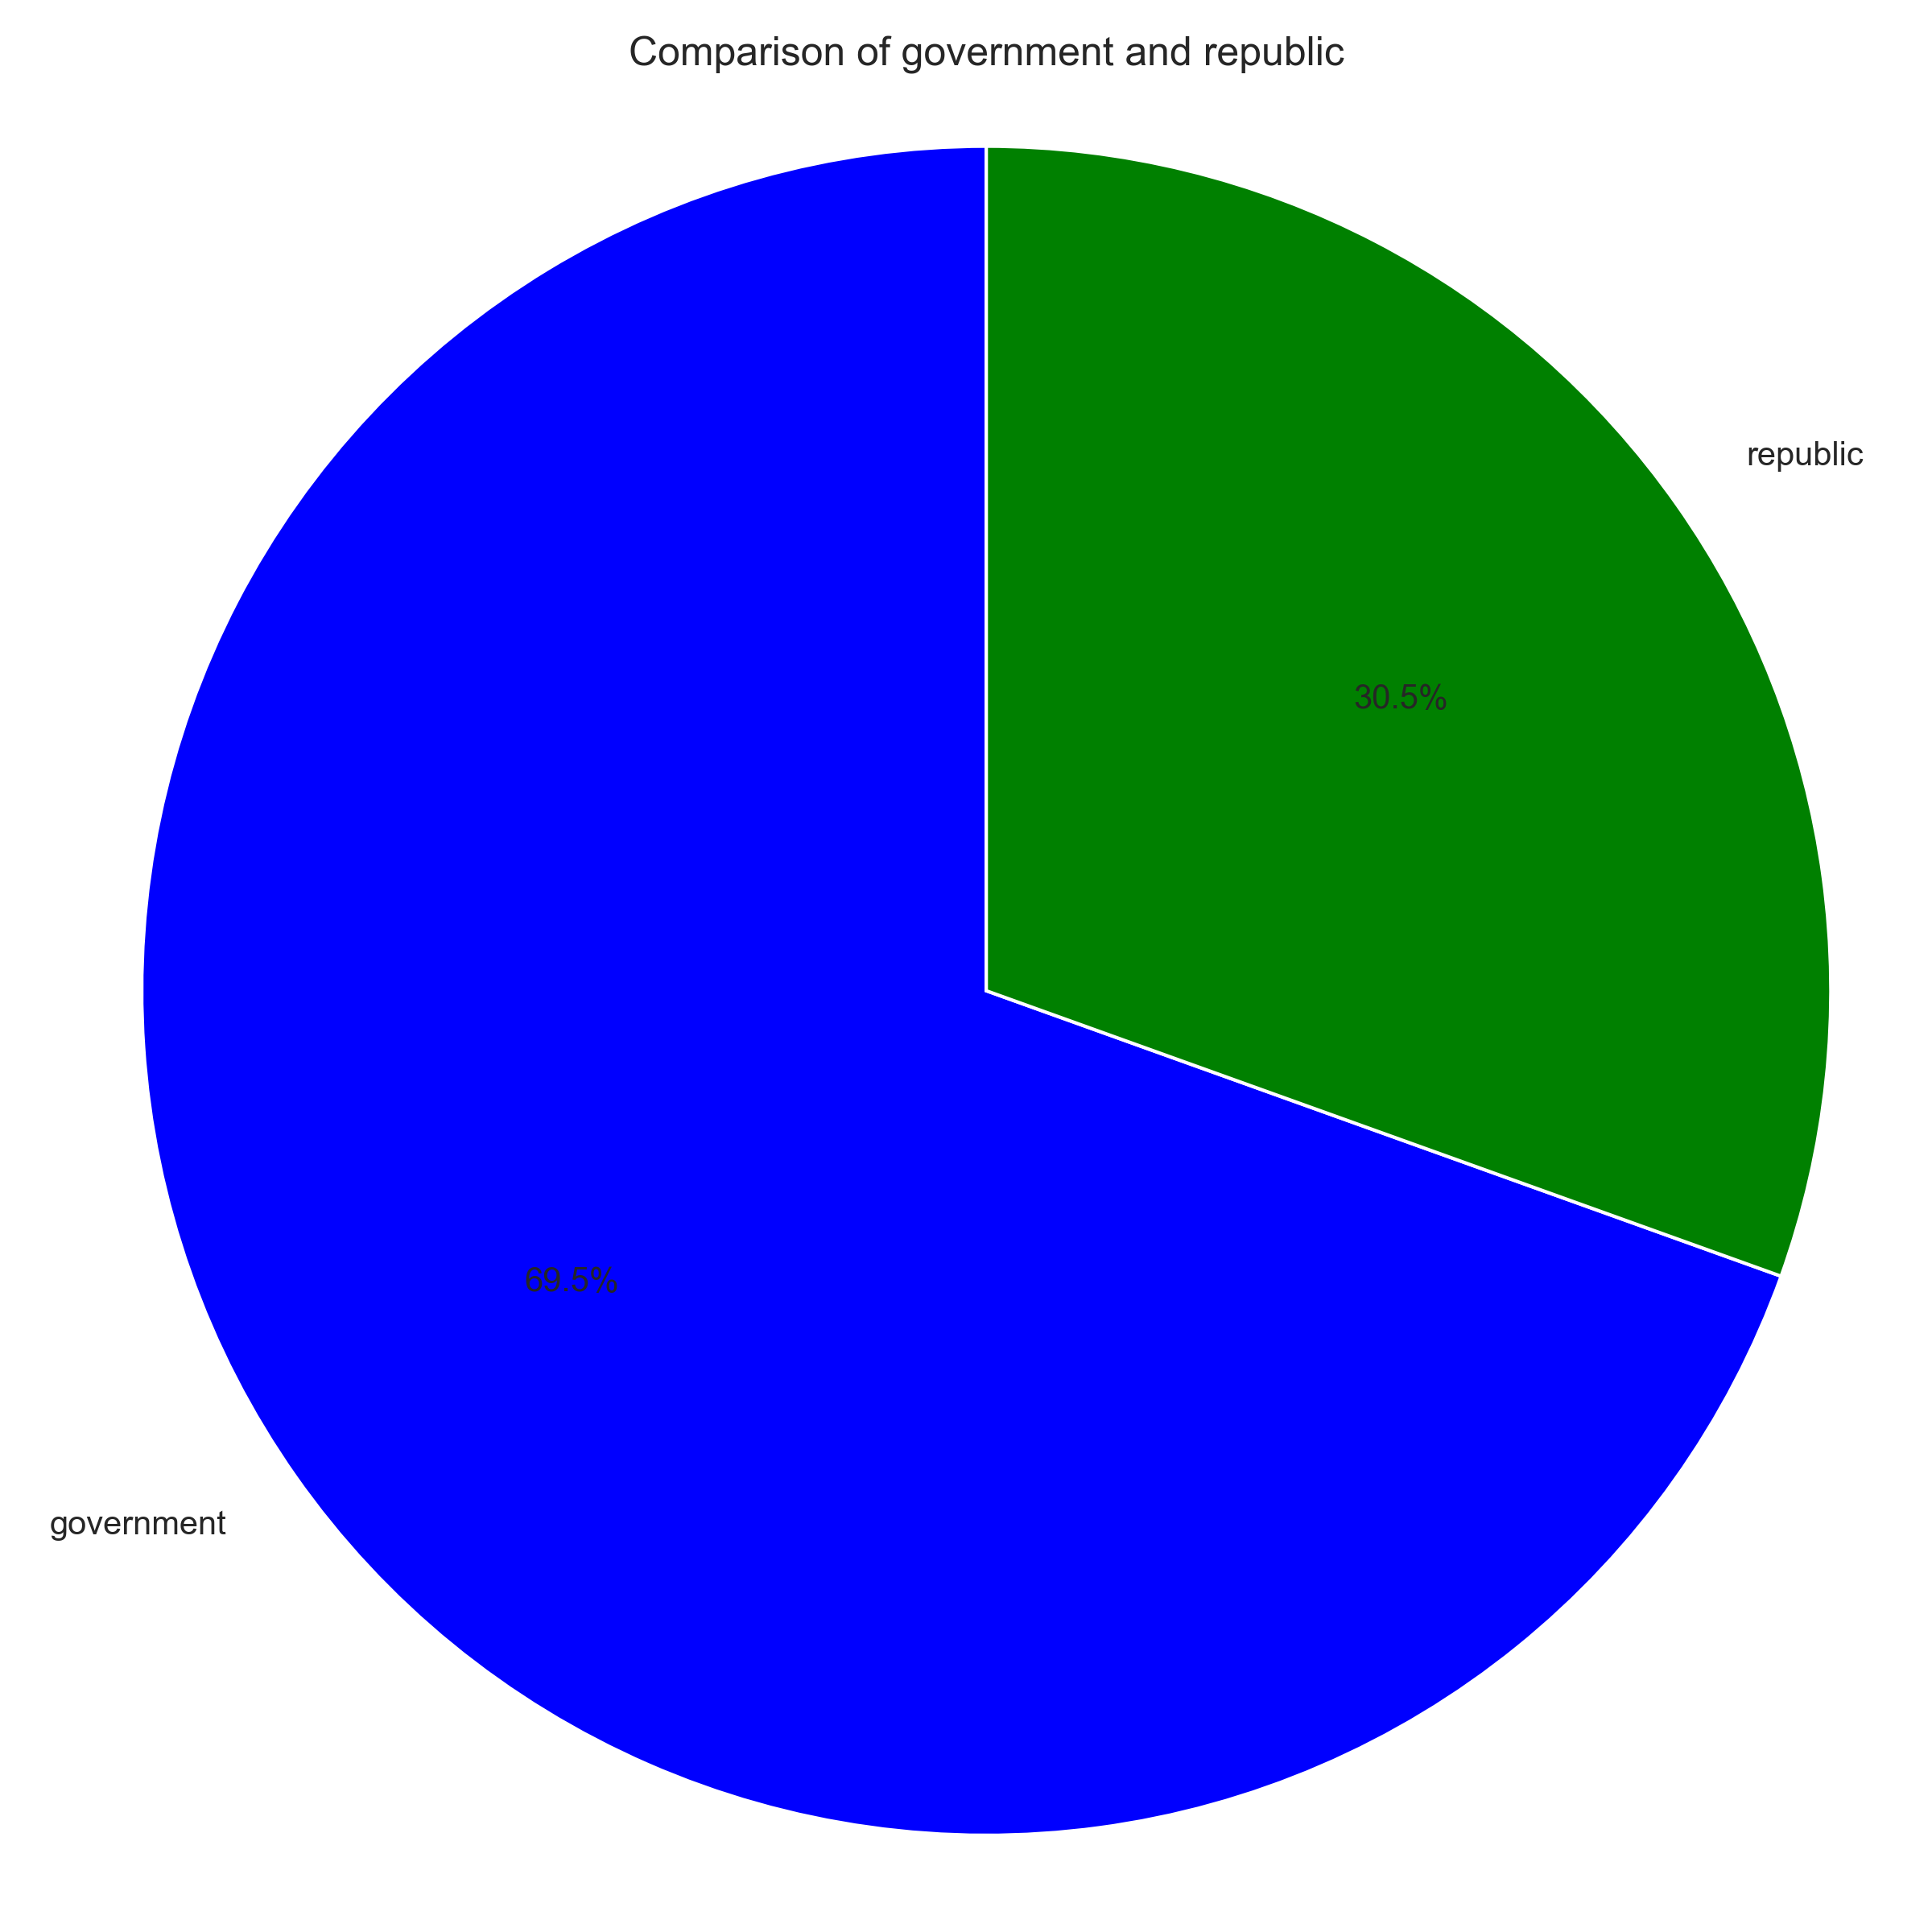 Comparison of government and republic
republic
30.5%
69.5%
government